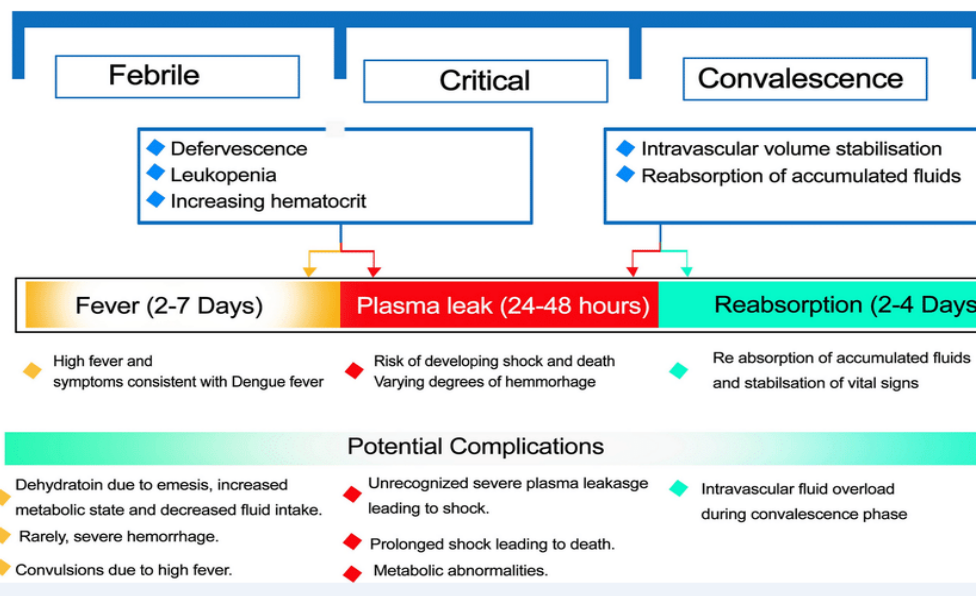 Febrile
Critical
Convalescence
Defervescence
Leukopenia
Increasing hematocrit
Intravascular volume stabilisation
Reabsorption of accumulated fluids
Fever (2-7 Days)
Plasma leak (24-48 hours)
Reabsorption (2-4 Days
High fever and
symptoms consistent with Dengue fever
Risk of developing shock and death
Varying degrees of hemmorhage
Re absorption of accumulated fluids
and stabilsation of vital signs
Potential Complications
Dehydratoin due to emesis, increased
metabolic state and decreased fluid intake.
Rarely, severe hemorrhage.
Convulsions due to high fever.
Unrecognized severe plasma leakasge
leading to shock.
Prolonged shock leading to death.
Metabolic abnormalities.
Intravascular fluid overload
during convalescence phase